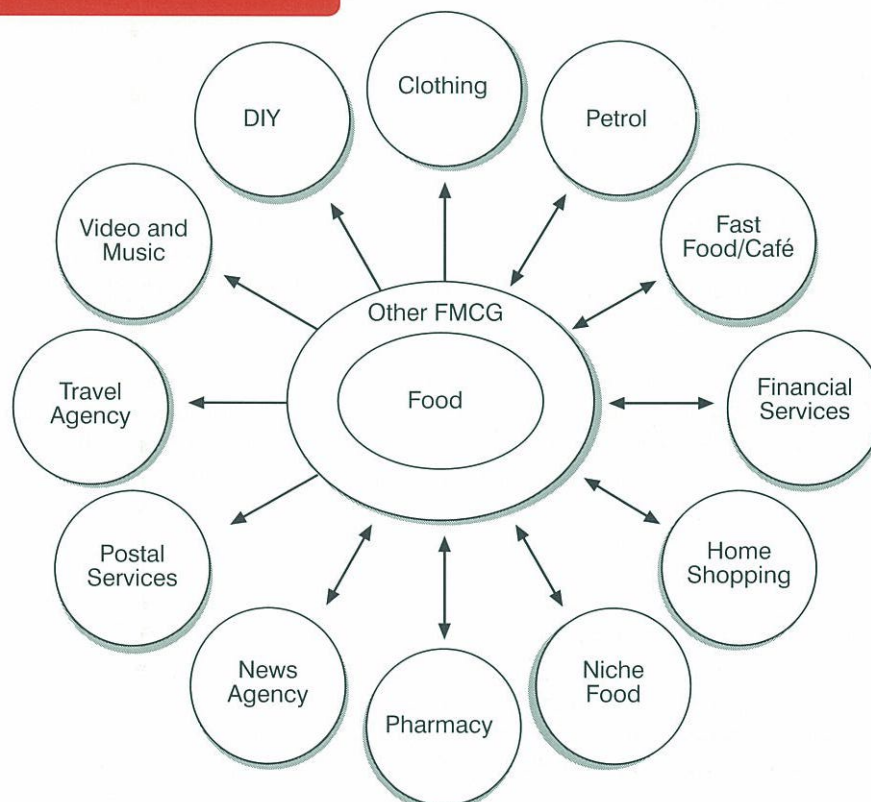 Clothing
DIY
Petrol
Video and
Music
Fast
Food/Café
Other FMCG
Food
Travel
Agency
Financial
Services
Postal
Services
Home
Shopping
News
Agency
Niche
Food
Pharmacy